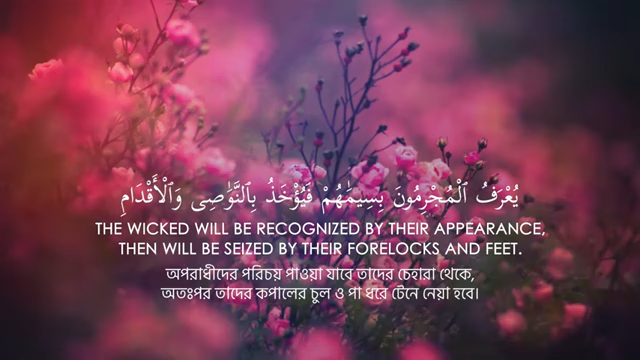 يُعْرَفُ ٱلْمُجْرِمُونَ بِسِيمَـٰهُمْ فَيُؤْخَذُ بِٱلنَّوَٰصِى وَٱلْأَقْدَامِ
THE WICKED WILL BE RECOGNIZED BY THEIR APPEARANCE,
THEN WILL BE SEIZED BY THEIR FORELOCKS AND FEET.
অপরাধীদের পরিচয় পাওয়া যাবে তাদের চেহারা থেকে,
অতঃপর তাদের কপালের চুল ও পা ধরে টেনে নেয়া হবে।